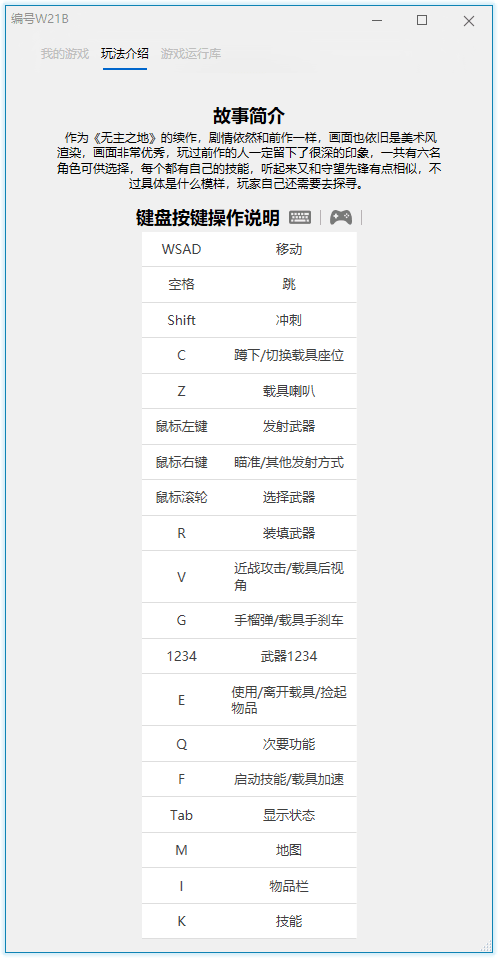 编号W21B
我的游戏 玩法介绍 游戏运行库
故事简介
作为《无主之地》的续作，剧情依然和前作一样，画面也依旧是美术风
渲染，画面非常优秀，玩过前作的人一定留下了很深的印象，一共有六名
角色可供选择，每个都有自己的技能，听起来又和守望先锋有点相似，不
过具体是什么模样，玩家自己还需要去探寻。
键盘按键操作说明
WSAD 移动
空格 跳
Shift 冲刺
C 蹲下/切换载具座位
Z 载具喇叭
鼠标左键 发射武器
鼠标右键 瞄准/其他发射方式
鼠标滚轮 选择武器
R 装填武器
V 近战攻击/载具后视
角
G 手榴弹/载具手刹车
1234 武器1234
E 使用/离开载具/捡起
物品
Q 次要功能
F 启动技能/载具加速
Tab 显示状态
M 地图
I 物品栏
K 技能